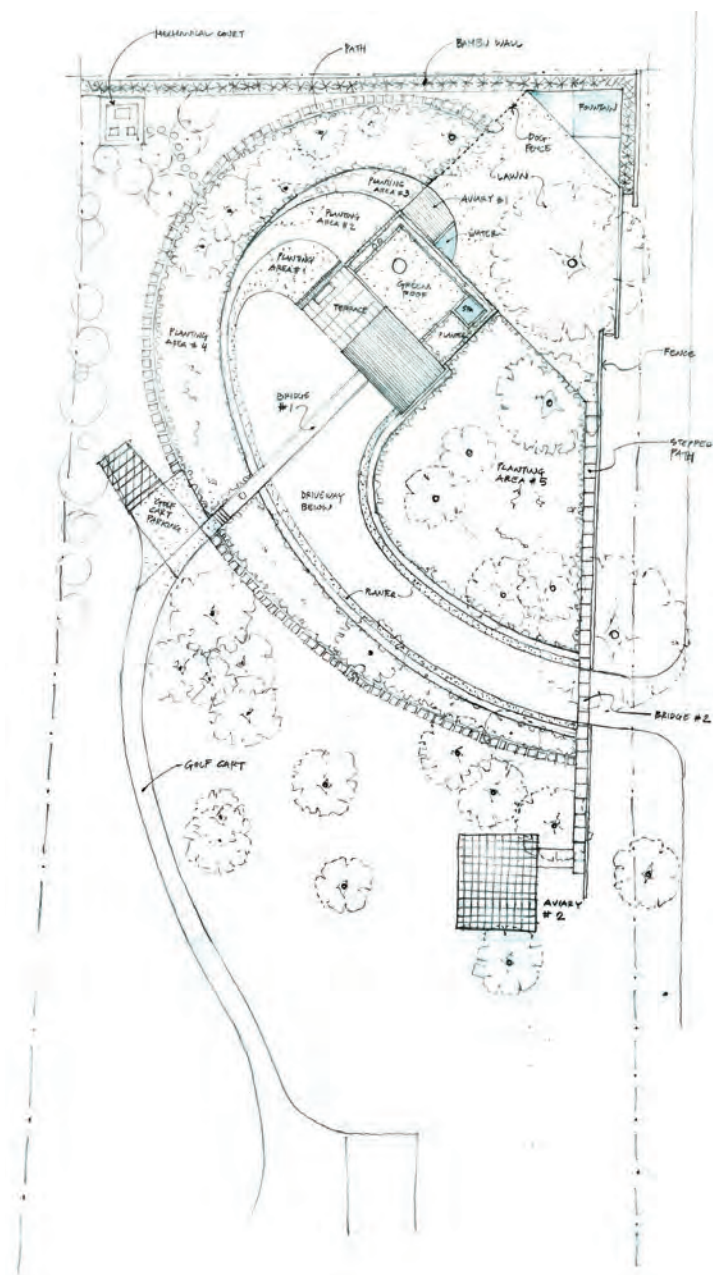 MECHANICAL COURT
PATH
BAMBU WALL
FOUNTAIN
DOG
FENCE
LAWN
PLANTING
AREA #3
AVIARY #1
PLANTING
AREA #2
WATER
PLANTING
AREA #1
GREEN
ROOF
SPA
TERRACE
PLANTER
PLANTING
AREA #4
FENCE
BRIDGE
#1
STEPPED
PATH
PLANTING
AREA #5
GOLF
CART
PARKING
DRIVEWAY
BELOW
PLANTER
BRIDGE #2
GOLF CART
AVIARY
#2